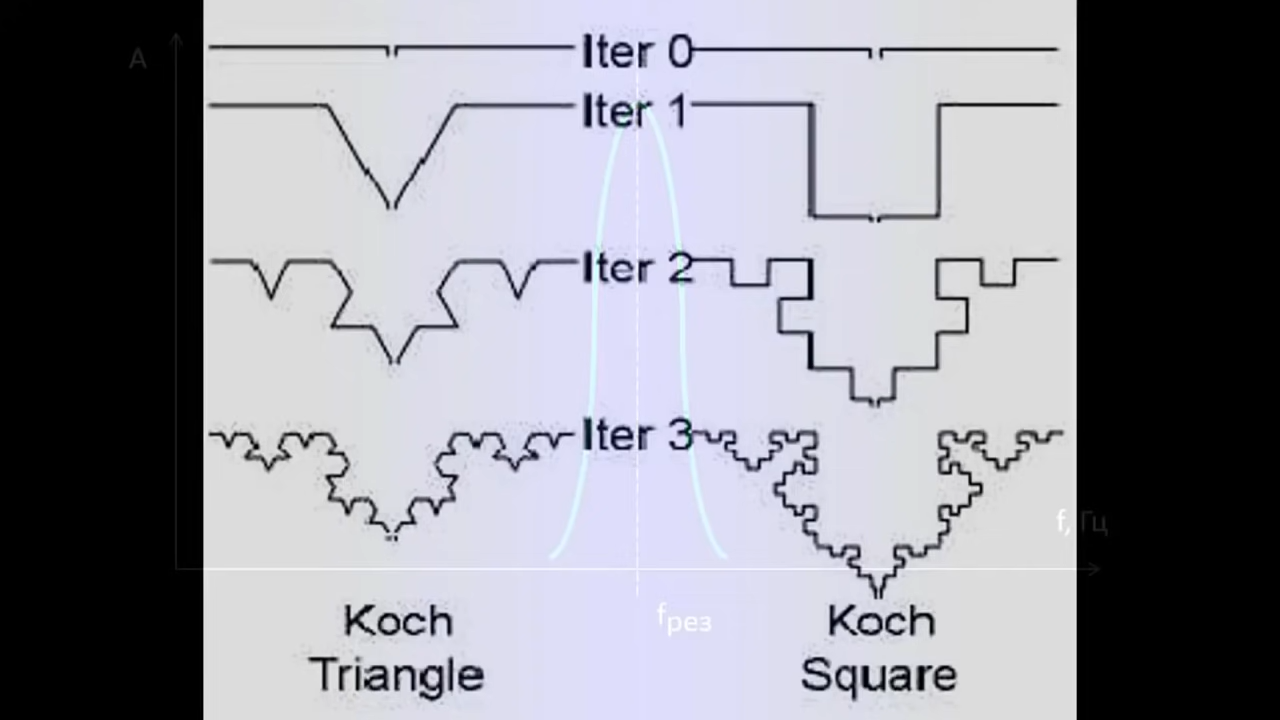 A
Iter 0
Iter 1
Iter 2
Iter 3
f, Гц
fрез
Koch
Triangle
Koch
Square